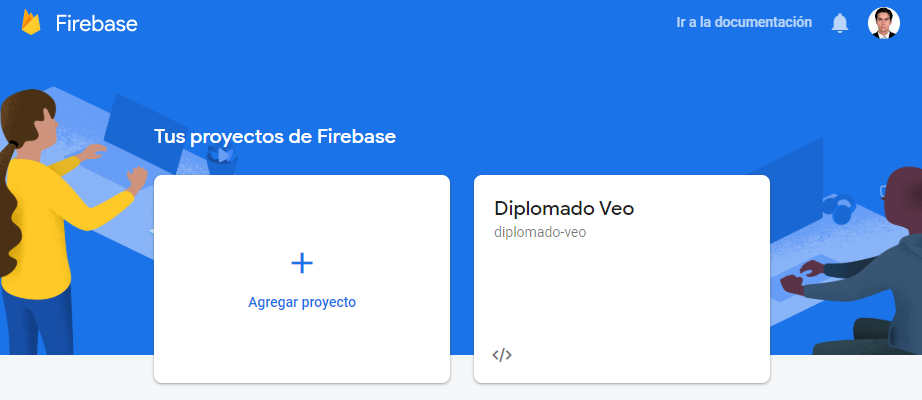 Firebase
Ir a la documentación
Tus proyectos de Firebase
Agregar proyecto
Diplomado Veo
diplomado-veo
</>